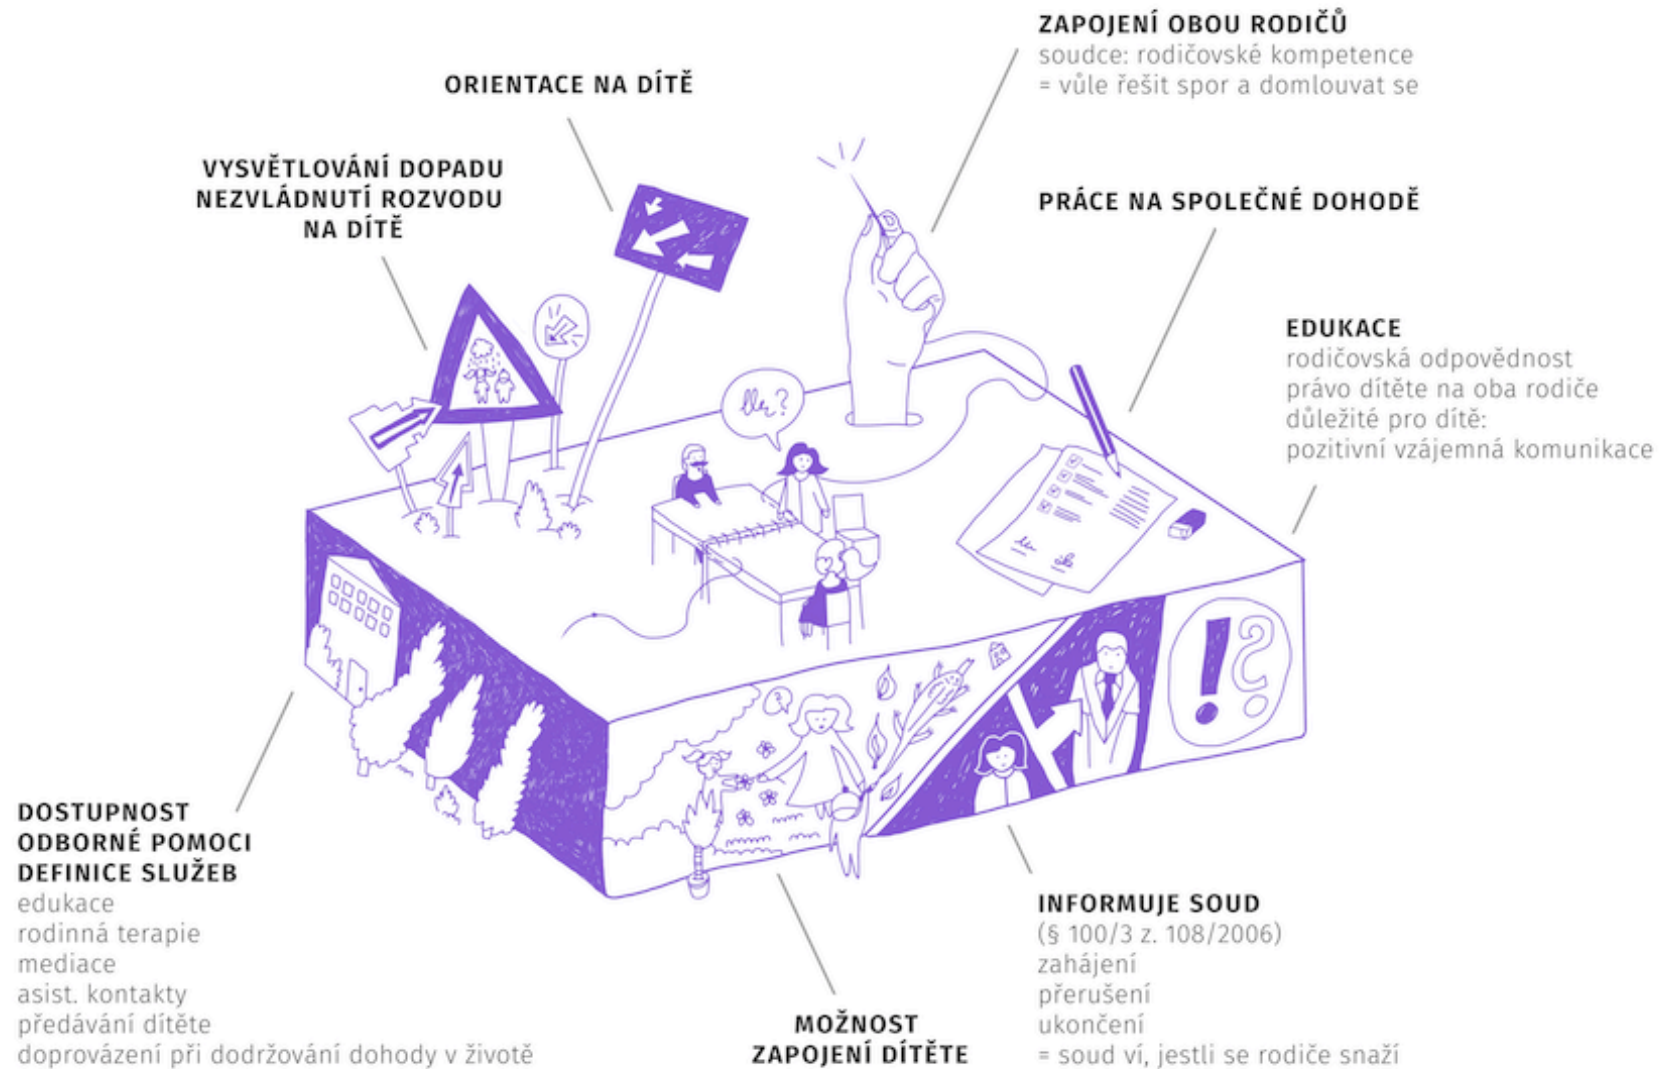 ZAPOJENÍ OBOU RODIČŮ
soudce: rodičovské kompetence
= vůle řešit spor a domlouvat se
ORIENTACE NA DÍTĚ
VYSVĚTLOVÁNÍ DOPADU
NEZVLÁDNUTÍ ROZVODU
NA DÍTĚ
PRÁCE NA SPOLEČNÉ DOHODĚ
EDUKACE
rodičovská odpovědnost
právo dítěte na oba rodiče
důležité pro dítě:
pozitivní vzájemná komunikace
DOSTUPNOST
ODBORNÉ POMOCI
DEFINICE SLUŽEB
edukace
rodinná terapie
mediace
asist. kontakty
předávání dítěte
doprovázení při dodržování dohody v životě
MOŽNOST
ZAPOJENÍ DÍTĚTE
INFORMUJE SOUD
(§ 100/3 z. 108/2006)
zahájení
přerušení
ukončení
= soud ví, jestli se rodiče snaží
!?